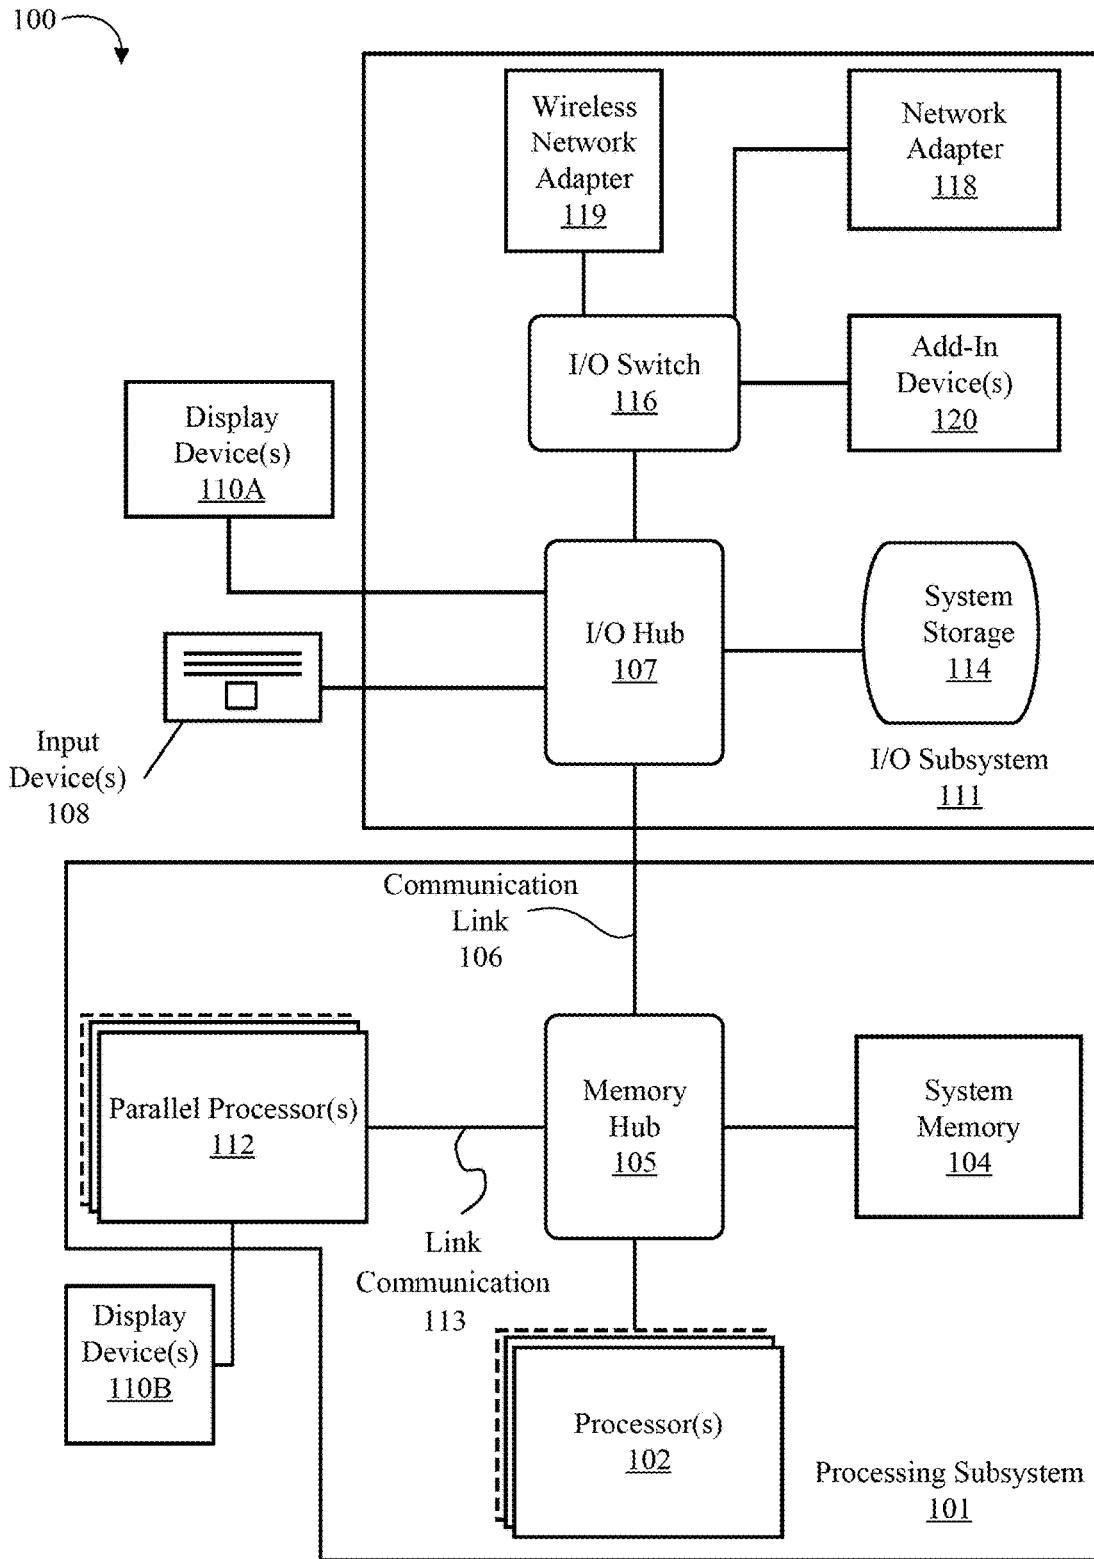 100
Wireless
Network
Adapter
119
Network
Adapter
118
I/O Switch
116
Add-In
Device(s)
120
Display
Device(s)
110A
I/O Hub
107
System
Storage
114
Input
Device(s)
108
I/O Subsystem
111
Communication
Link
106
Parallel Processor(s)
112
Memory
Hub
105
System
Memory
104
Link
Communication
113
Display
Device(s)
110B
Processor(s)
102
Processing Subsystem
101